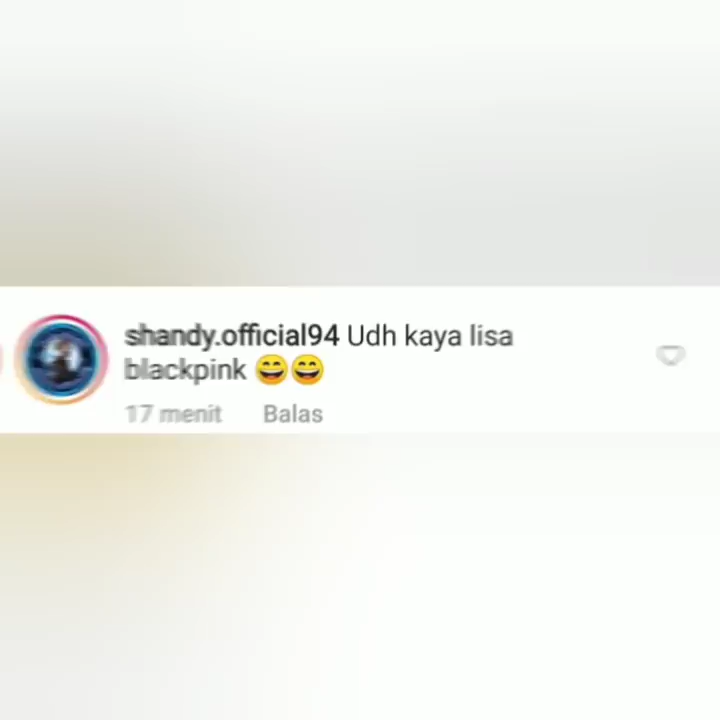 shandy.official94 Udh kaya lisa
blackpink 😄😄
17 menit Balas